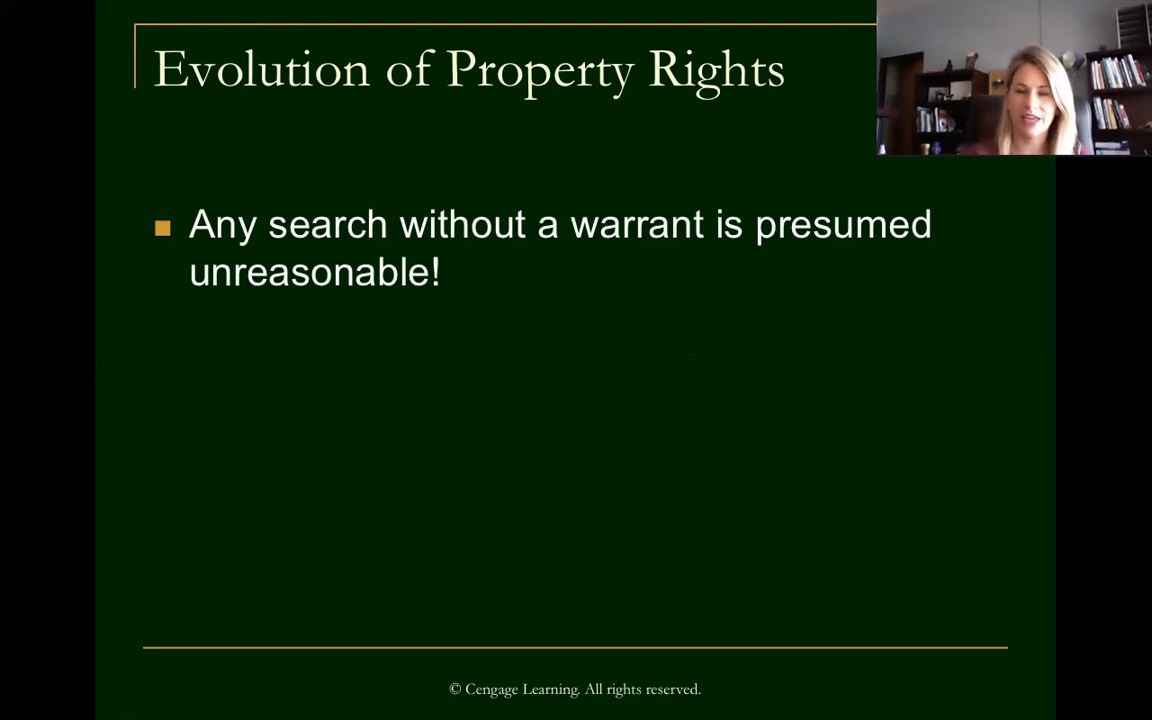 Evolution of Property Rights
Any search without a warrant is presumed
unreasonable!
© Cengage Learning. All rights reserved.